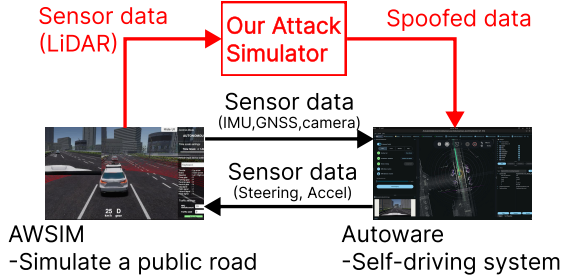 Sensor data
(LiDAR)
Our Attack
Simulator
Spoofed data
Sensor data
(IMU,GNSS,camera)
Sensor data
(Steering, Accel)
25 D
AWSIM
-Simulate a public road
Autoware
-Self-driving system